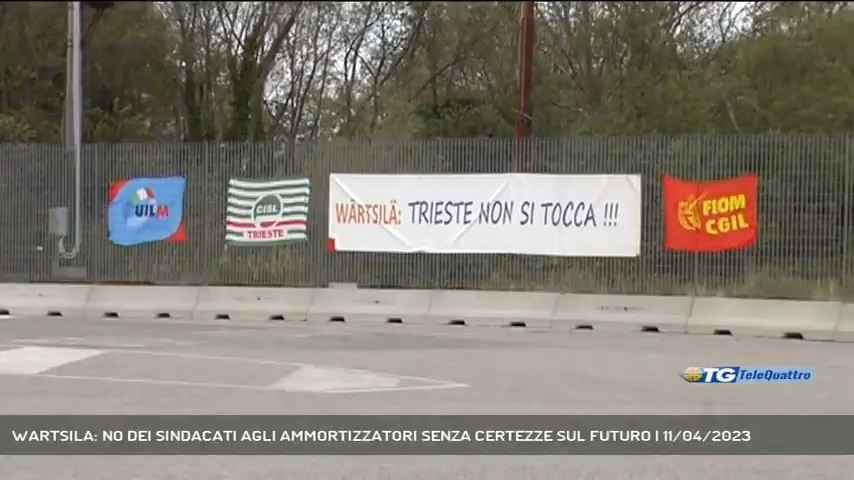 UILM
CISL
TRIESTE
WÄRTSILÄ: TRIESTE NON SI TOCCA !!!
FIOM
CGIL
TG TeleQuattro
WARTSILA: NO DEI SINDACATI AGLI AMMORTIZZATORI SENZA CERTEZZE SUL FUTURO | 11/04/2023